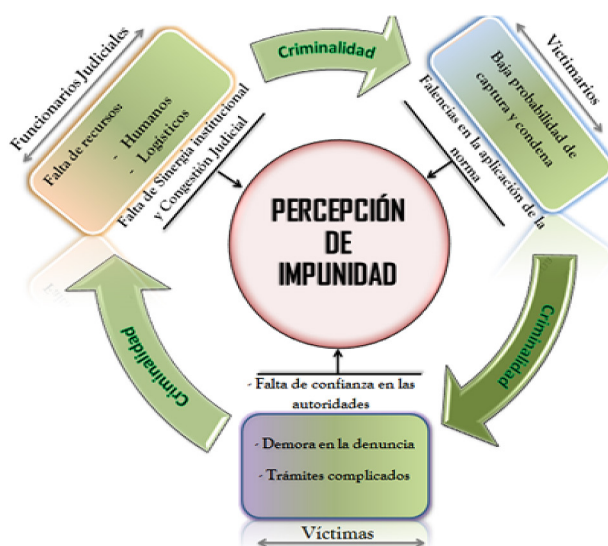 Criminalidad
Funcionarios Judiciales
Falta de recursos:
- Humanos
- Logísticos
Falta de Sinergia institucional
y Congestión Judicial
Victimarios
Baja probabilidad de
captura y condena
Falencias en la aplicación de la
norma
PERCEPCIÓN
DE
IMPUNIDAD
Criminalidad
Criminalidad
- Falta de confianza en las
autoridades
- Demora en la denuncia
- Trámites complicados
Víctimas